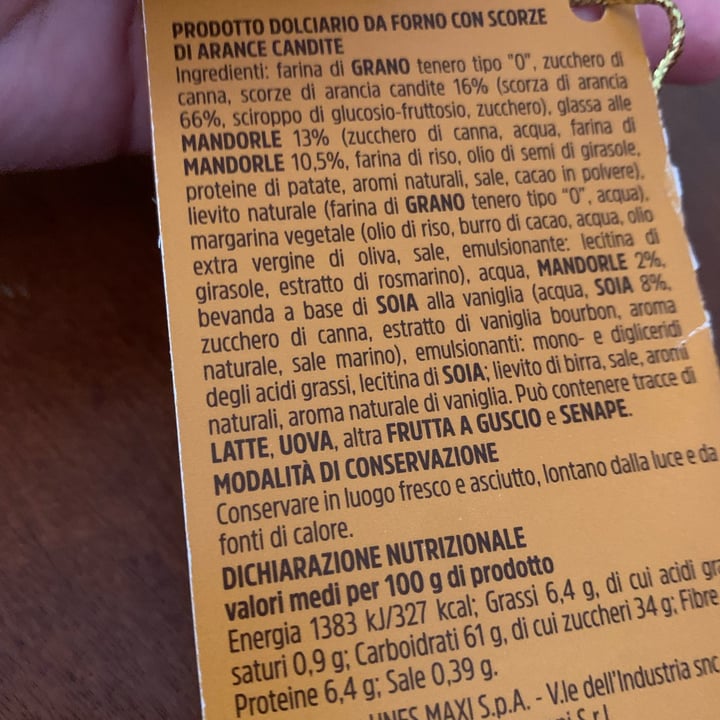 PRODOTTO DOLCIARIO DA FORNO CON SCORZE
DI ARANCE CANDITE
Ingredienti: farina di GRANO tenero tipo "0", zucchero di
canna, scorze di arancia candite 16% (scorza di arancia
66%, sciroppo di glucosio-fruttosio, zucchero), glassa alle
MANDORLE 13% (zucchero di canna, acqua, farina di
MANDORLE 10,5%, farina di riso, olio di semi di girasole,
proteine di patate, aromi naturali, sale, cacao in polvere),
lievito naturale (farina di GRANO tenero tipo "0", acqua),
margarina vegetale (olio di riso, burro di cacao, acqua, olio
extra vergine di oliva, sale, emulsionante: lecitina di
girasole, estratto di rosmarino), acqua, MANDORLE 2%,
bevanda a base di SOIA alla vaniglia (acqua, SOIA 8%,
zucchero di canna, estratto di vaniglia bourbon, aroma
naturale, sale marino), emulsionanti: mono- e digliceridi
degli acidi grassi, lecitina di SOIA; lievito di birra, sale, aromi
naturali, aroma naturale di vaniglia. Può contenere tracce di
LATTE, UOVA, altra FRUTTA A GUSCIO e SENAPE.
MODALITÀ DI CONSERVAZIONE
Conservare in luogo fresco e asciutto, lontano dalla luce e da
fonti di calore.
DICHIARAZIONE NUTRIZIONALE
valori medi per 100 g di prodotto
Energia 1383 kJ/327 kcal; Grassi 6,4 g, di cui acidi gra
saturi 0,9 g; Carboidrati 61 g, di cui zuccheri 34 g; Fibre
Proteine 6,4 g; Sale 0,39 g.
UNES MAXI S.p.A. - V.le dell'Industria snc
S.r.l.